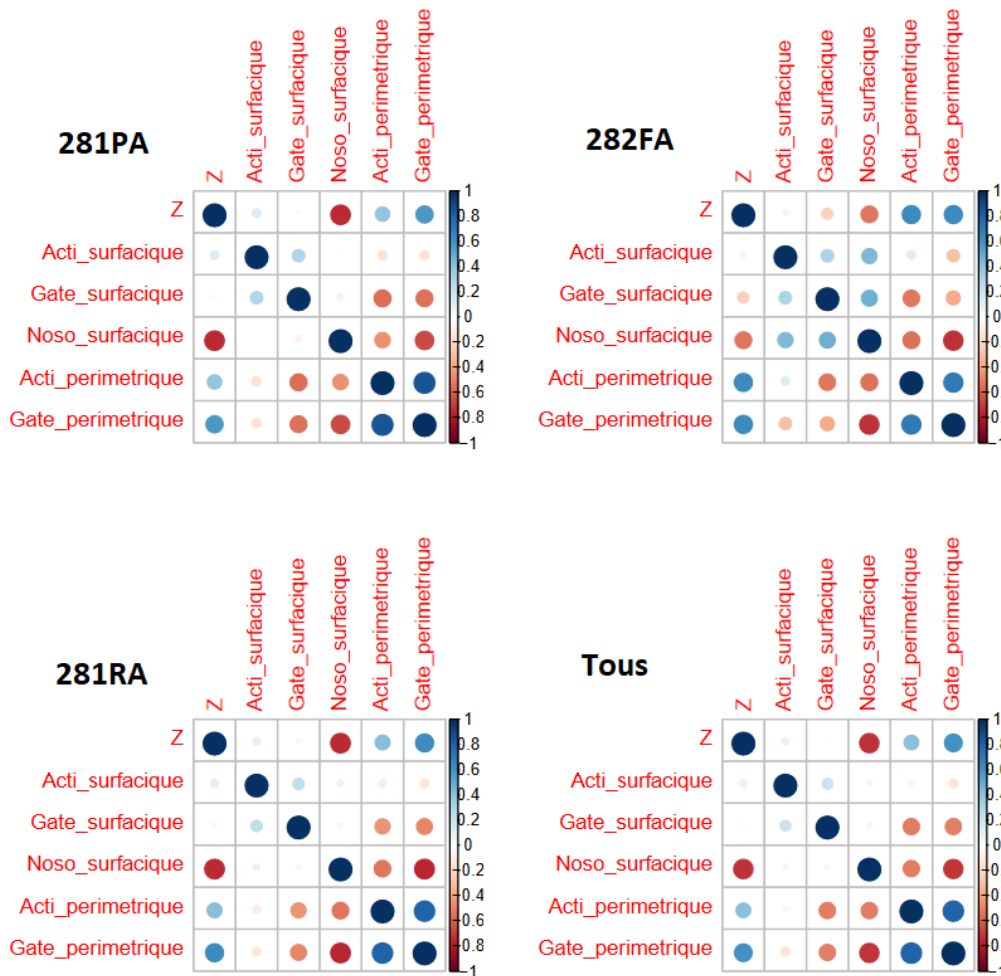 281PA
Z
Acti_surfacique
Gate_surfacique
Noso_surfacique
Acti_perimetrique
Gate_perimetrique
Z
Acti_surfacique
Gate_surfacique
Noso_surfacique
Acti_perimetrique
Gate_perimetrique
1
0.8
0.6
0.4
0.2
0
-0.2
-0.4
-0.6
-0.8
-1
282FA
Z
Acti_surfacique
Gate_surfacique
Noso_surfacique
Acti_perimetrique
Gate_perimetrique
Z
Acti_surfacique
Gate_surfacique
Noso_surfacique
Acti_perimetrique
Gate_perimetrique
281RA
Z
Acti_surfacique
Gate_surfacique
Noso_surfacique
Acti_perimetrique
Gate_perimetrique
Z
Acti_surfacique
Gate_surfacique
Noso_surfacique
Acti_perimetrique
Gate_perimetrique
1
0.8
0.6
0.4
0.2
0
-0.2
-0.4
-0.6
-0.8
-1
Tous
Z
Acti_surfacique
Gate_surfacique
Noso_surfacique
Acti_perimetrique
Gate_perimetrique
Z
Acti_surfacique
Gate_surfacique
Noso_surfacique
Acti_perimetrique
Gate_perimetrique